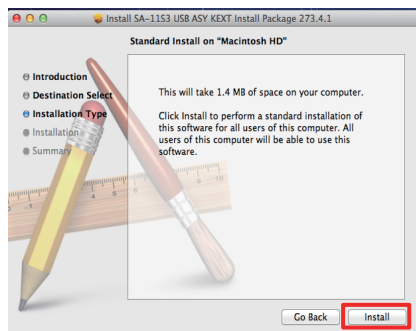 Install SA-11S3 USB ASY KEXT Install Package 273.4.1
Standard Install on "Macintosh HD"
Introduction
Destination Select
Installation Type
Installation
Summary
This will take 1.4 MB of space on your computer.
Click Install to perform a standard installation of
this software for all users of this computer. All
users of this computer will be able to use this
software.
Go Back
Install